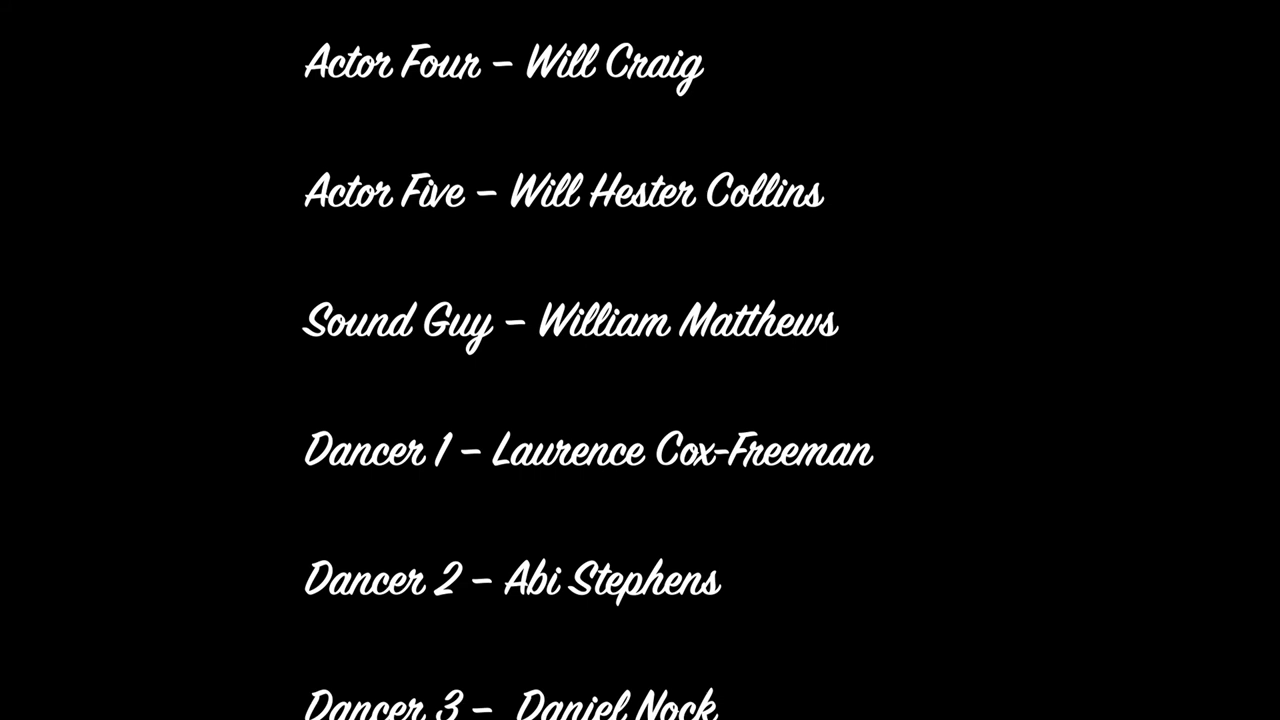 Actor Four – Will Craig
Actor Five – Will Hester Collins
Sound Guy – William Matthews
Dancer 1 – Laurence Cox-Freeman
Dancer 2 – Abi Stephens
Dancer 3 – Daniel Nock